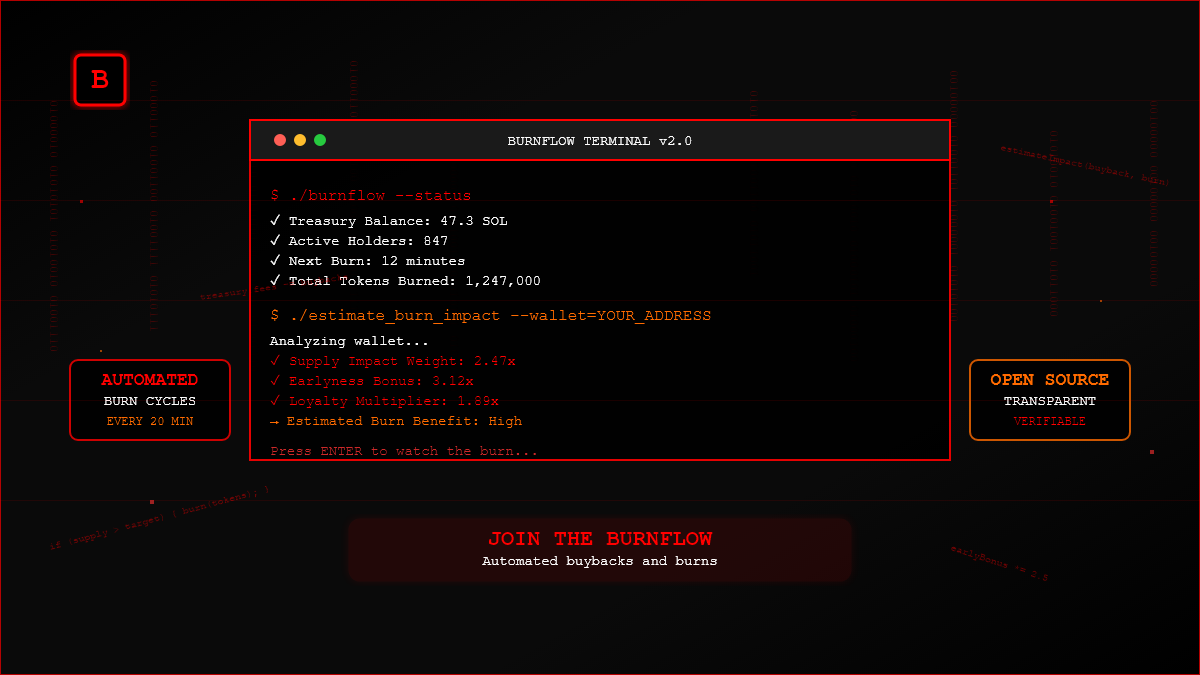 B
BURNFLOW TERMINAL v2.0
$ ./burnflow --status
✓ Treasury Balance: 47.3 SOL
✓ Active Holders: 847
✓ Next Burn: 12 minutes
✓ Total Tokens Burned: 1,247,000
$ ./estimate_burn_impact --wallet=YOUR_ADDRESS
Analyzing wallet...
✓ Supply Impact Weight: 2.47x
✓ Earlyness Bonus: 3.12x
✓ Loyalty Multiplier: 1.89x
→ Estimated Burn Benefit: High
Press ENTER to watch the burn...
AUTOMATED
BURN CYCLES
EVERY 20 MIN
OPEN SOURCE
TRANSPARENT
VERIFIABLE
estimateImpact(buyback, burn)
if (supply > target) { burn(tokens); }
earlyBonus *= 2.5
JOIN THE BURNFLOW
Automated buybacks and burns